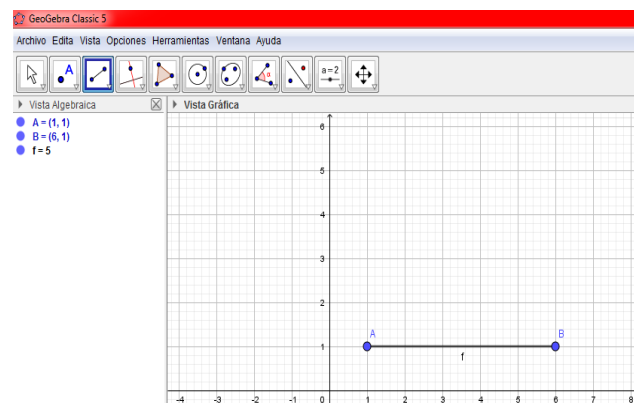 GeoGebra Classic 5
Archivo Edita Vista Opciones Herramientas Ventana Ayuda
A
α
a=2
Vista Algebraica
Vista Gráfica
A = (1, 1)
B = (6, 1)
f = 5
6
5
4
3
2
1
A
B
f
-4 -3 -2 -1 0 1 2 3 4 5 6 7 8